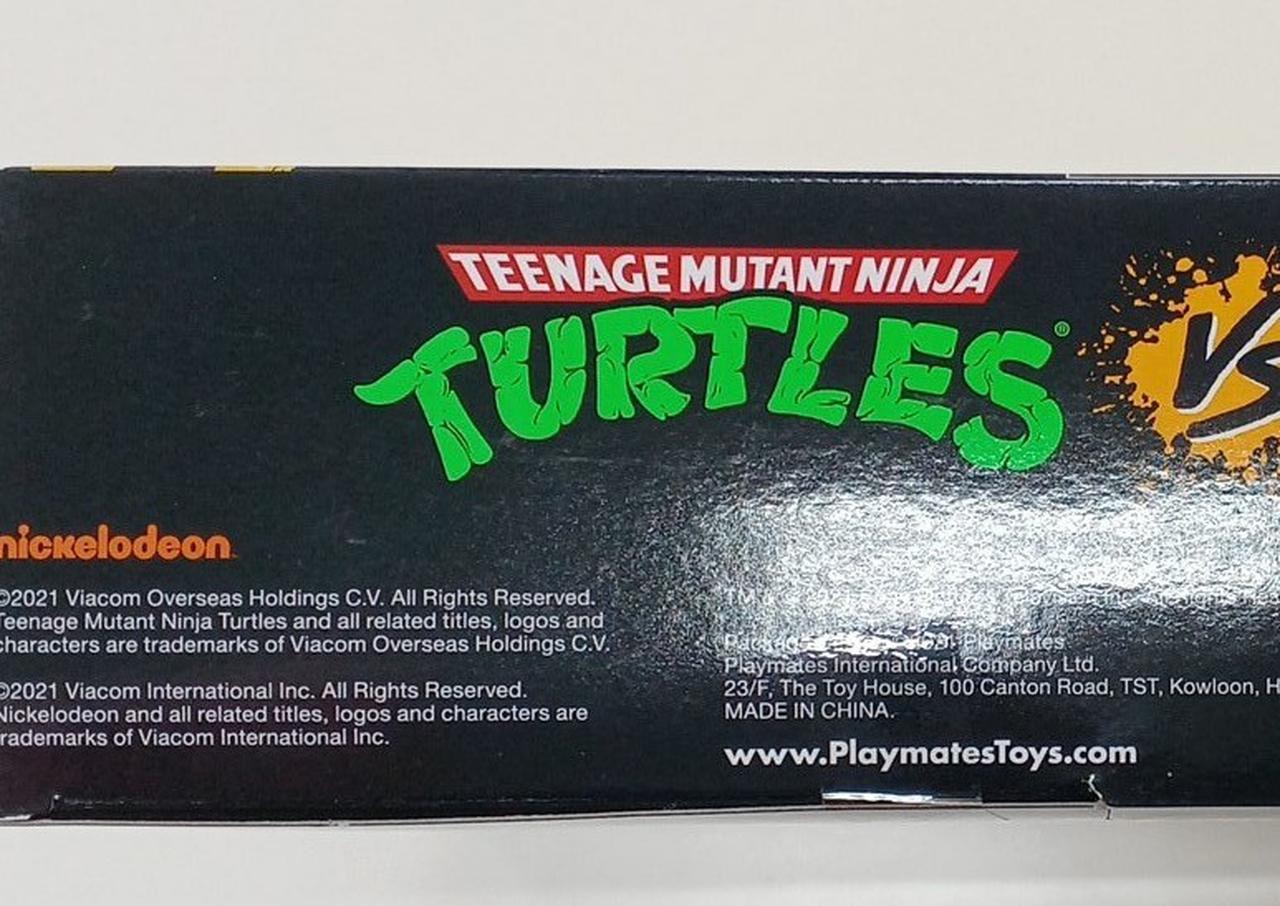 TEENAGE MUTANT NINJA
TURTLES®
VS
nickelodeon
©2021 Viacom Overseas Holdings C.V. All Rights Reserved.
Teenage Mutant Ninja Turtles and all related titles, logos and
characters are trademarks of Viacom Overseas Holdings C.V.
©2021 Viacom International Inc. All Rights Reserved.
Nickelodeon and all related titles, logos and characters are
trademarks of Viacom International Inc.
Playmates
Playmates International Company Ltd.
23/F, The Toy House, 100 Canton Road, TST, Kowloon, H
MADE IN CHINA.
www.PlaymatesToys.com